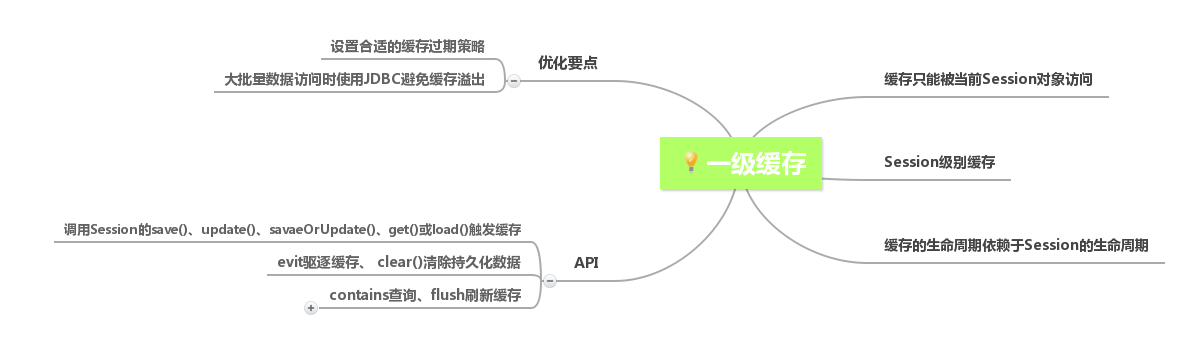 一级缓存
优化要点
设置合适的缓存过期策略
大批量数据访问时使用JDBC避免缓存溢出
API
调用Session的save()、update()、savaeOrUpdate()、get()或load()触发缓存
evit驱逐缓存、 clear()清除持久化数据
contains查询、flush刷新缓存
缓存只能被当前Session对象访问
Session级别缓存
缓存的生命周期依赖于Session的生命周期